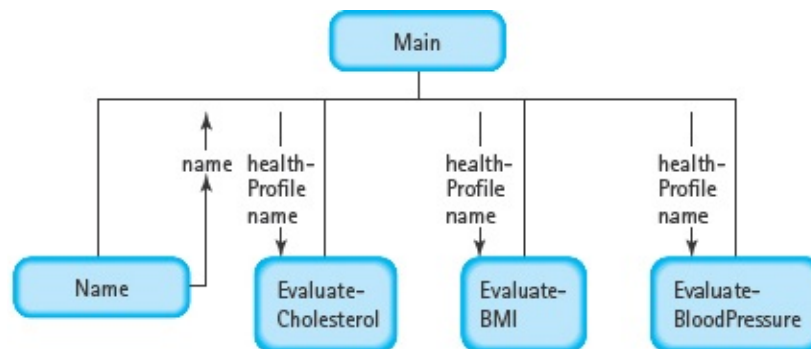 Main
name
health-
Profile
name
health-
Profile
name
health-
Profile
name
Name
Evaluate-
Cholesterol
Evaluate-
BMI
Evaluate-
BloodPressure